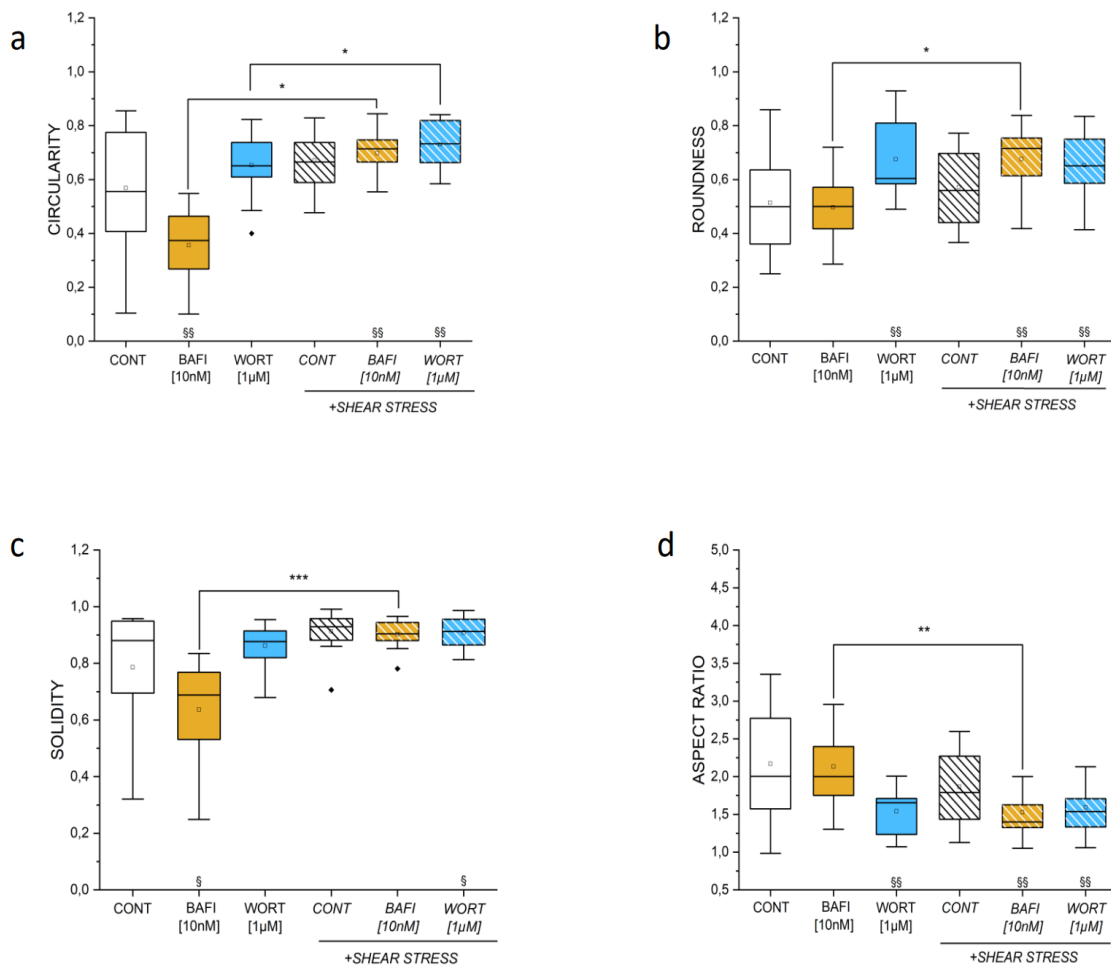 a
1,2
1,0
0,8
0,6
0,4
0,2
0,0
CIRCULARITY
*
*
§§ §§ §§
CONT BAFI WORT CONT BAFI WORT
[10nM] [1µM] [10nM] [1µM]
+SHEAR STRESS
b
1,2
1,0
0,8
0,6
0,4
0,2
0,0
ROUNDNESS
*
§§ §§ §§
CONT BAFI WORT CONT BAFI WORT
[10nM] [1µM] [10nM] [1µM]
+SHEAR STRESS
c
1,2
1,0
0,8
0,6
0,4
0,2
0,0
SOLIDITY
***
§ §
CONT BAFI WORT CONT BAFI WORT
[10nM] [1µM] [10nM] [1µM]
+SHEAR STRESS
d
5,0
4,5
4,0
3,5
3,0
2,5
2,0
1,5
1,0
0,5
ASPECT RATIO
**
§§ §§ §§
CONT BAFI WORT CONT BAFI WORT
[10nM] [1µM] [10nM] [1µM]
+SHEAR STRESS